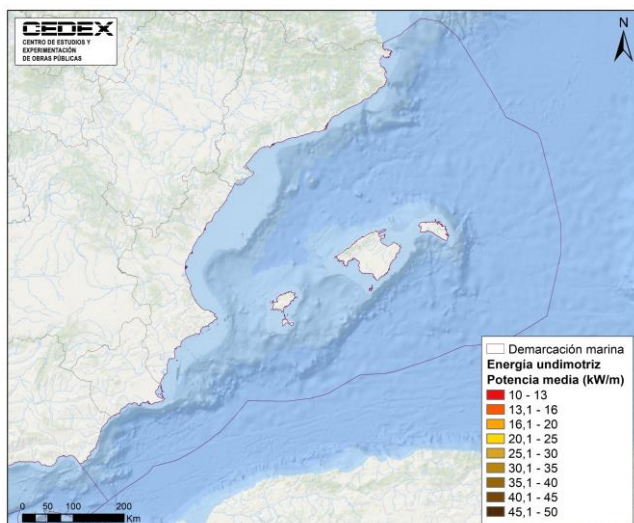 CEDEX
CENTRO DE ESTUDIOS Y
EXPERIMENTACIÓN
DE OBRAS PÚBLICAS
N
Demarcación marina
Energía undimotriz
Potencia media (kW/m)
10 - 13
13,1 - 16
16,1 - 20
20,1 - 25
25,1 - 30
30,1 - 35
35,1 - 40
40,1 - 45
45,1 - 50
0 50 100 200
Km